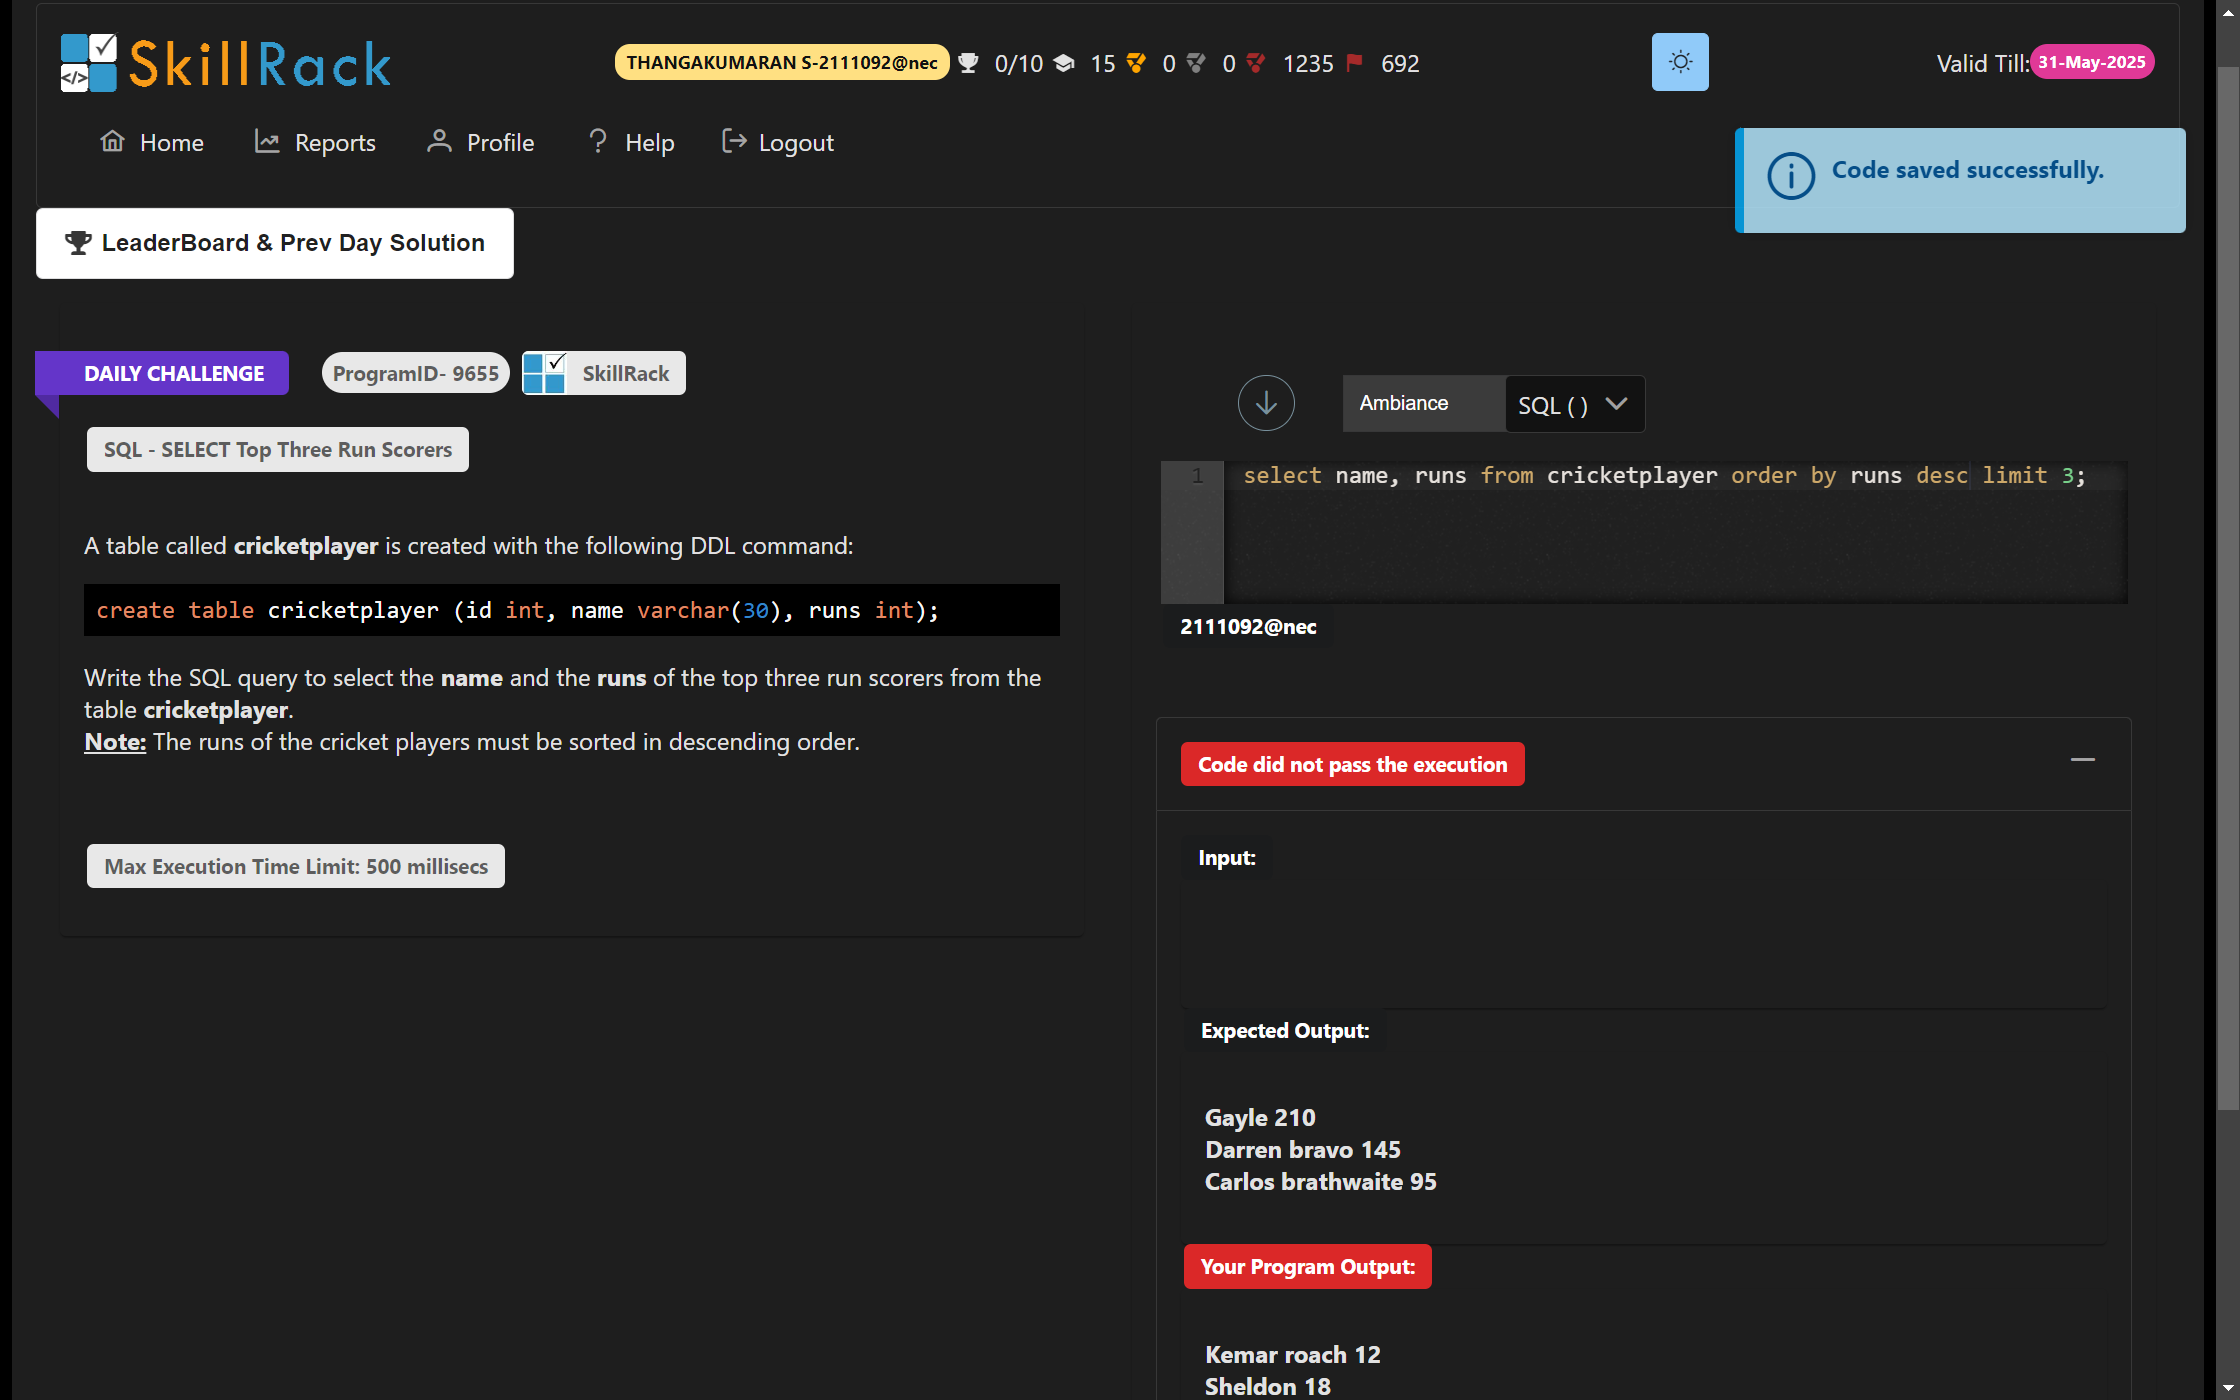 SkillRack
THANGAKUMARAN S-2111092@nec 0/10 15 0 0 1235 692
Valid Till: 31-May-2025
Home Reports Profile Help Logout
Code saved successfully.
LeaderBoard & Prev Day Solution
DAILY CHALLENGE ProgramID- 9655 SkillRack
SQL - SELECT Top Three Run Scorers
A table called cricketplayer is created with the following DDL command:
create table cricketplayer (id int, name varchar(30), runs int);
Write the SQL query to select the name and the runs of the top three run scorers from the
table cricketplayer.
Note: The runs of the cricket players must be sorted in descending order.
Max Execution Time Limit: 500 millisecs
Ambiance SQL ( )
1 select name, runs from cricketplayer order by runs desc limit 3;
2111092@nec
Code did not pass the execution
Input:
Expected Output:
Gayle 210
Darren bravo 145
Carlos brathwaite 95
Your Program Output:
Kemar roach 12
Sheldon 18